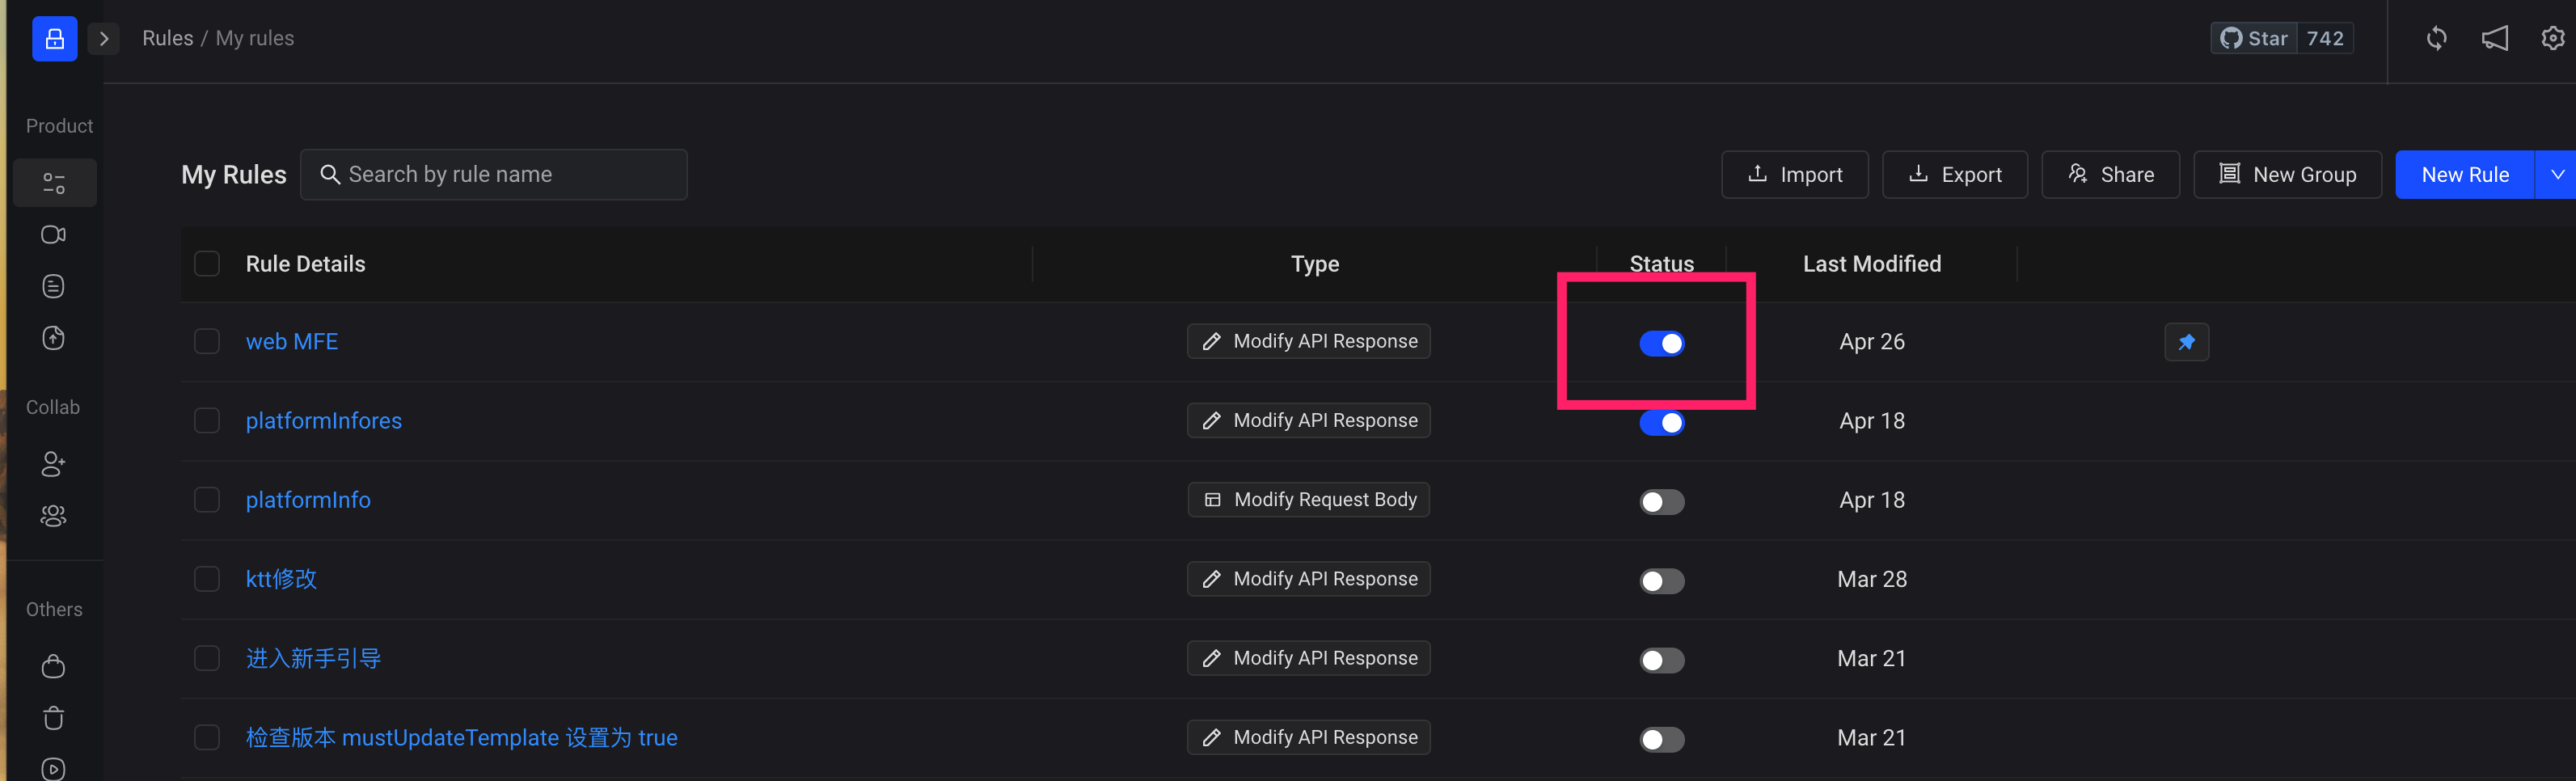 Rules / My rules
Star 742
Product
My Rules
Search by rule name
Import
Export
Share
New Group
New Rule
Rule Details Type Status Last Modified
web MFE Modify API Response Apr 26
Collab
platformInfores Modify API Response Apr 18
platformInfo Modify Request Body Apr 18
ktt修改 Modify API Response Mar 28
Others
进入新手引导 Modify API Response Mar 21
检查版本 mustUpdateTemplate 设置为 true Modify API Response Mar 21